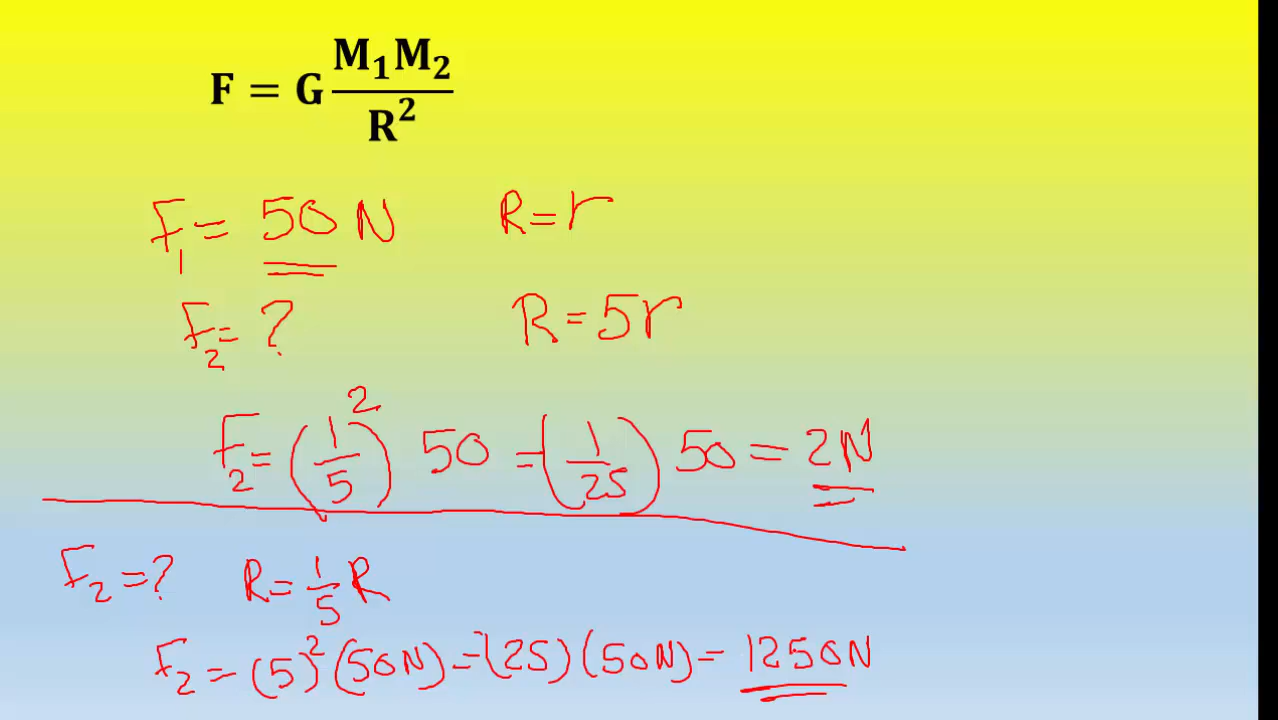 F = G M₁M₂ / R²
F₁ = 50 N R = r
F₂ = ? R = 5r
F₂ = (1/5)² 50 = (1/25) 50 = 2N
F₂ = ? R = 1/5 R
F₂ = (5)² (50N) = (25) (50N) = 1250N